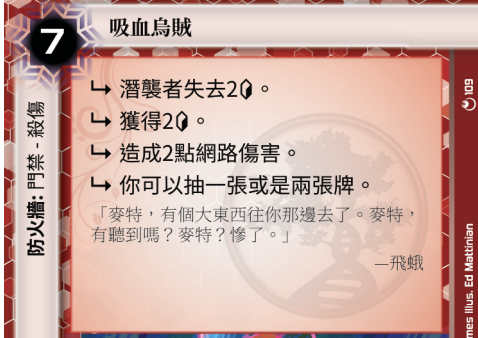 7
吸血烏賊
防火牆: 門禁 - 殺傷
↳ 潛襲者失去2。
↳ 獲得2。
↳ 造成2點網路傷害。
↳ 你可以抽一張或是兩張牌。
「麥特，有個大東西往你那邊去了。麥特，
有聽到嗎？麥特？慘了。」
—飛蛾
109
mes Illus. Ed Mattinian